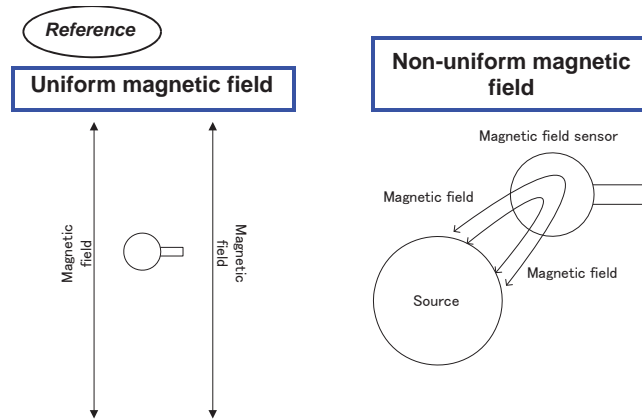 Reference
Uniform magnetic field
Magnetic
field
Magnetic
field
Non-uniform magnetic
field
Magnetic field sensor
Magnetic field
Magnetic field
Source